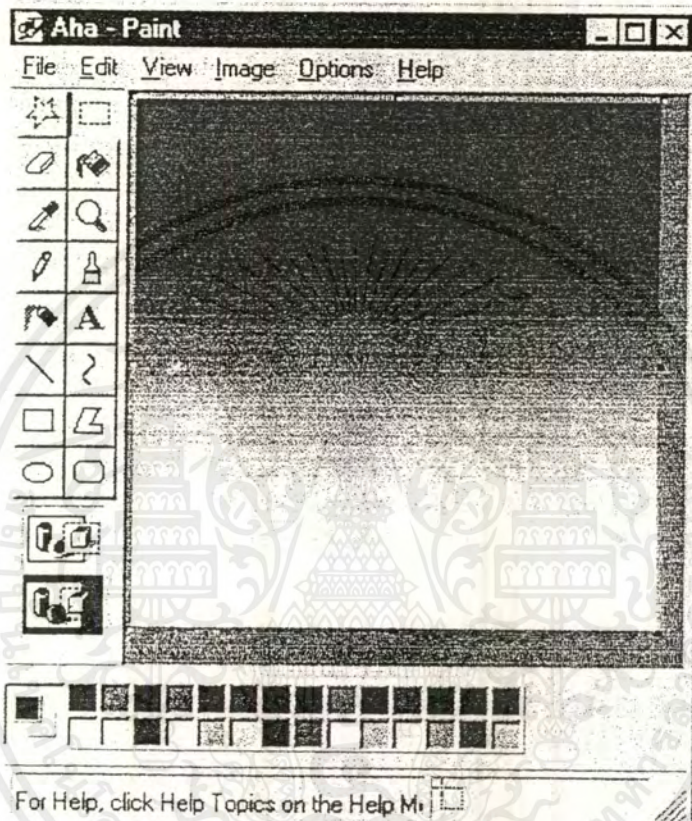 Aha - Paint
File Edit View Image Options Help
A
For Help, click Help Topics on the Help M